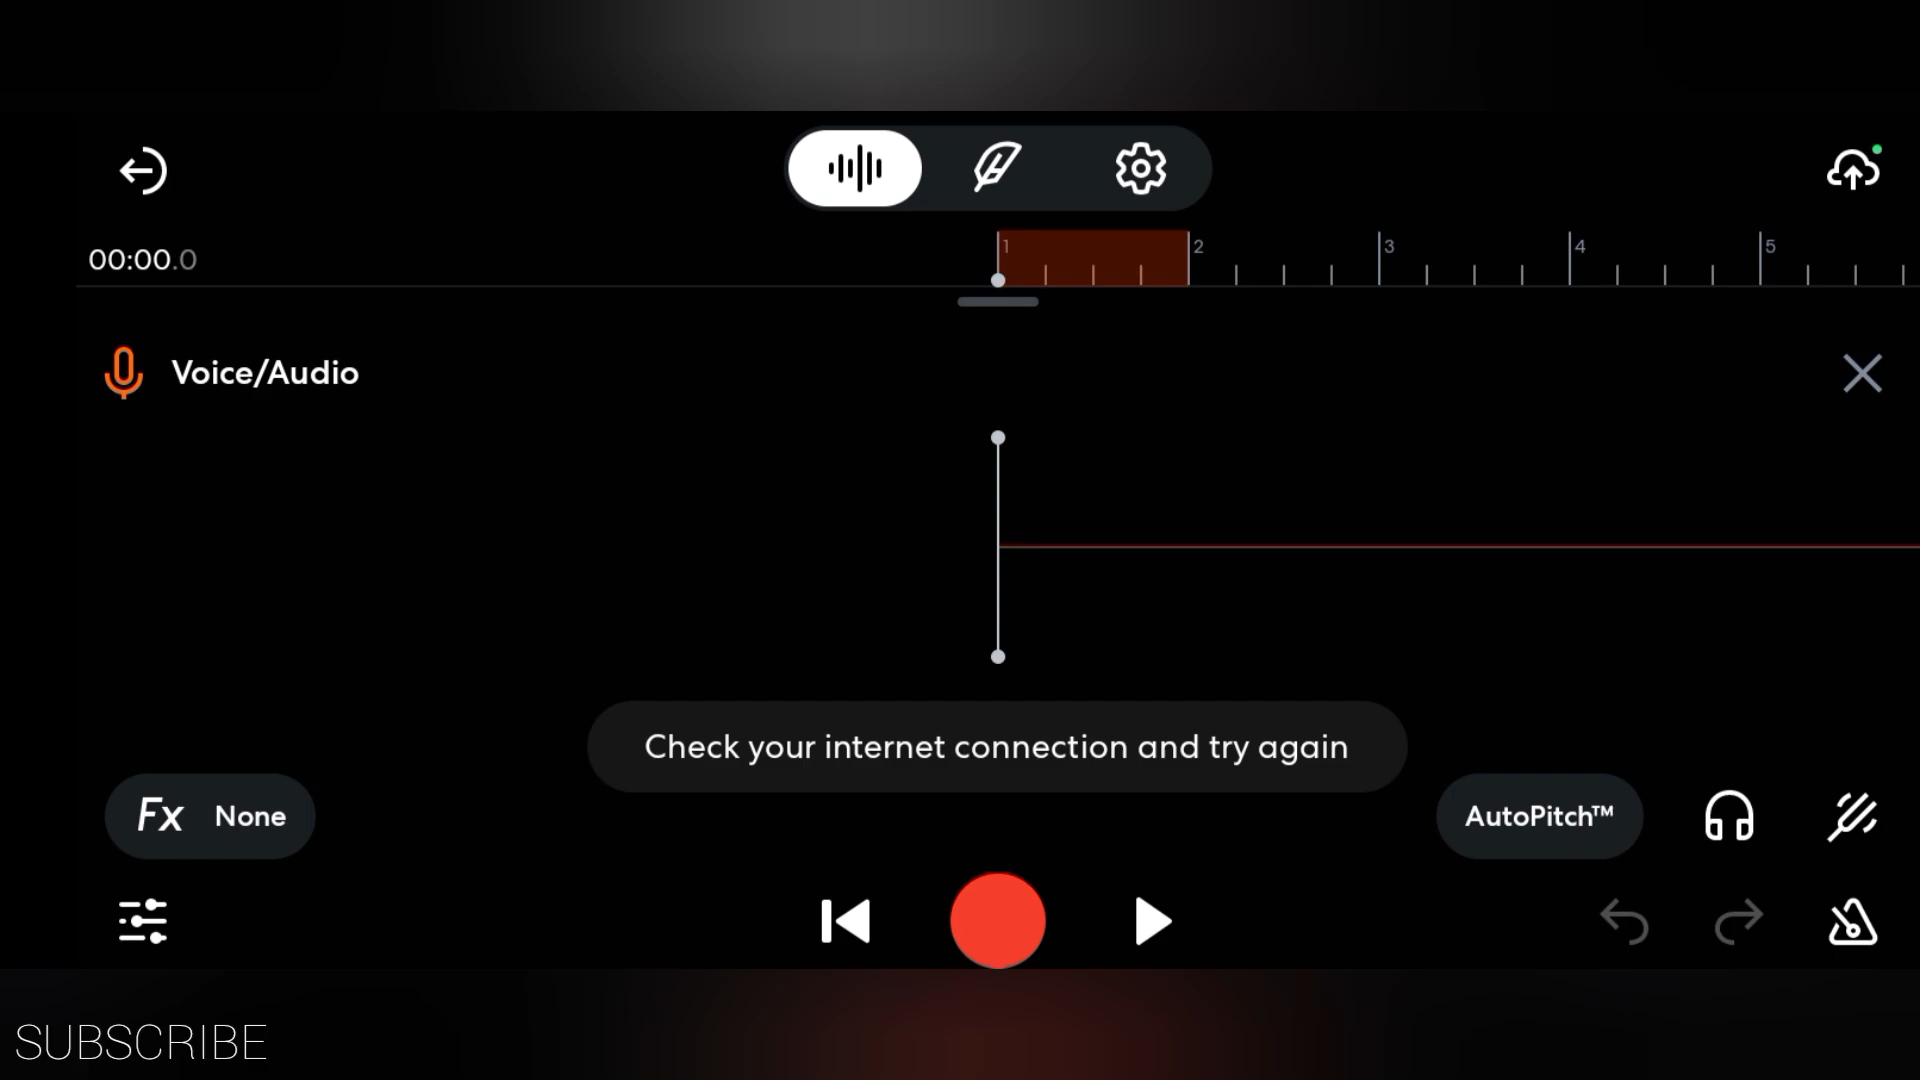 00:00.0
1 2 3 4 5
Voice/Audio
Check your internet connection and try again
Fx None
AutoPitch™
SUBSCRIBE